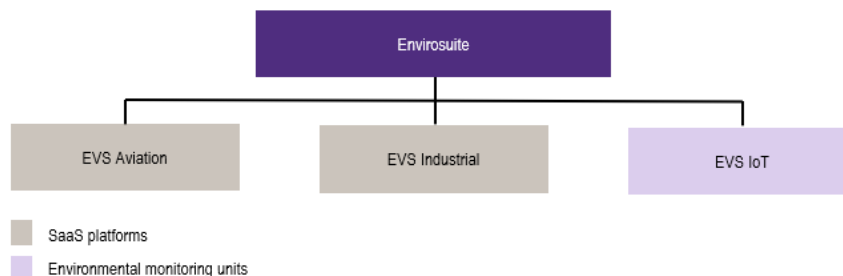 Envirosuite
EVS Aviation
EVS Industrial
EVS IoT
SaaS platforms
Environmental monitoring units